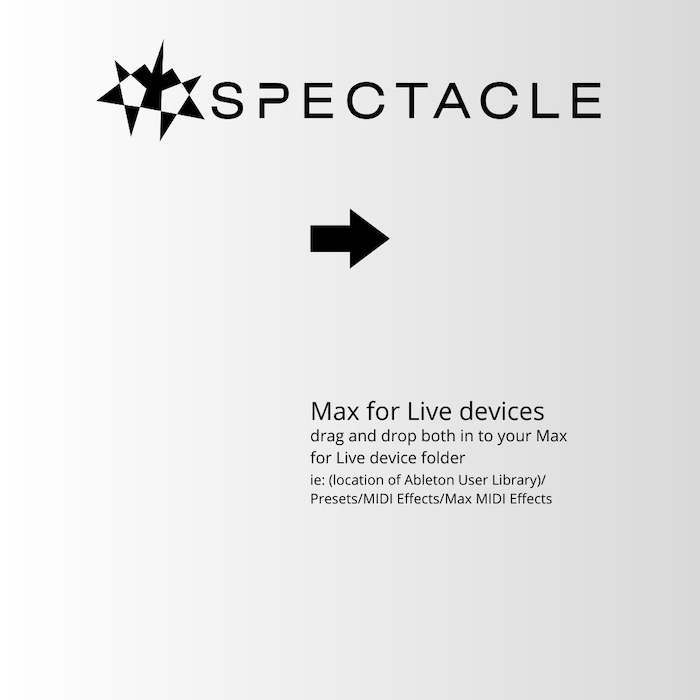 SPECTACLE
Max for Live devices
drag and drop both in to your Max
for Live device folder
ie: (location of Ableton User Library)/
Presets/MIDI Effects/Max MIDI Effects